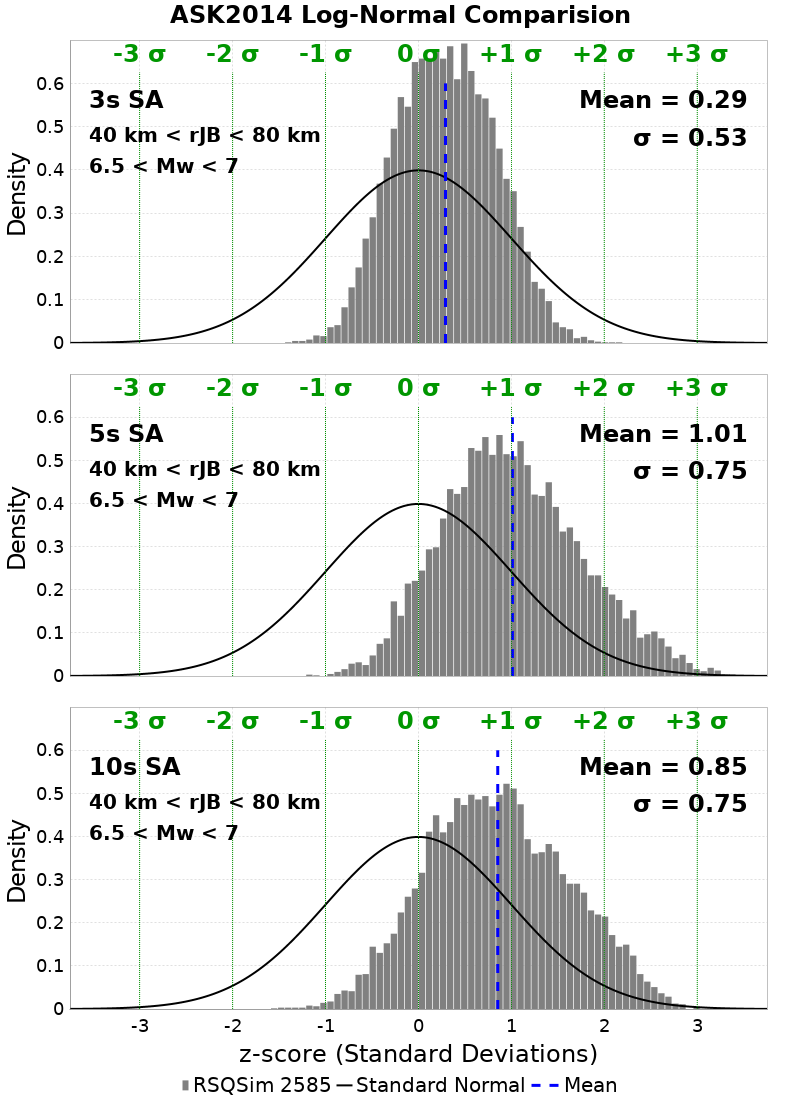 ASK2014 Log-Normal Comparision
-3 σ -2 σ -1 σ 0 σ +1 σ +2 σ +3 σ
3s SA
Mean = 0.29
40 km < rJB < 80 km
σ = 0.53
6.5 < Mw < 7
Density
0.6
0.5
0.4
0.3
0.2
0.1
0
-3 σ -2 σ -1 σ 0 σ +1 σ +2 σ +3 σ
5s SA
Mean = 1.01
40 km < rJB < 80 km
σ = 0.75
6.5 < Mw < 7
Density
0.6
0.5
0.4
0.3
0.2
0.1
0
-3 σ -2 σ -1 σ 0 σ +1 σ +2 σ +3 σ
10s SA
Mean = 0.85
40 km < rJB < 80 km
σ = 0.75
6.5 < Mw < 7
Density
0.6
0.5
0.4
0.3
0.2
0.1
0
-3 -2 -1 0 1 2 3
z-score (Standard Deviations)
RSQSim 2585 Standard Normal Mean